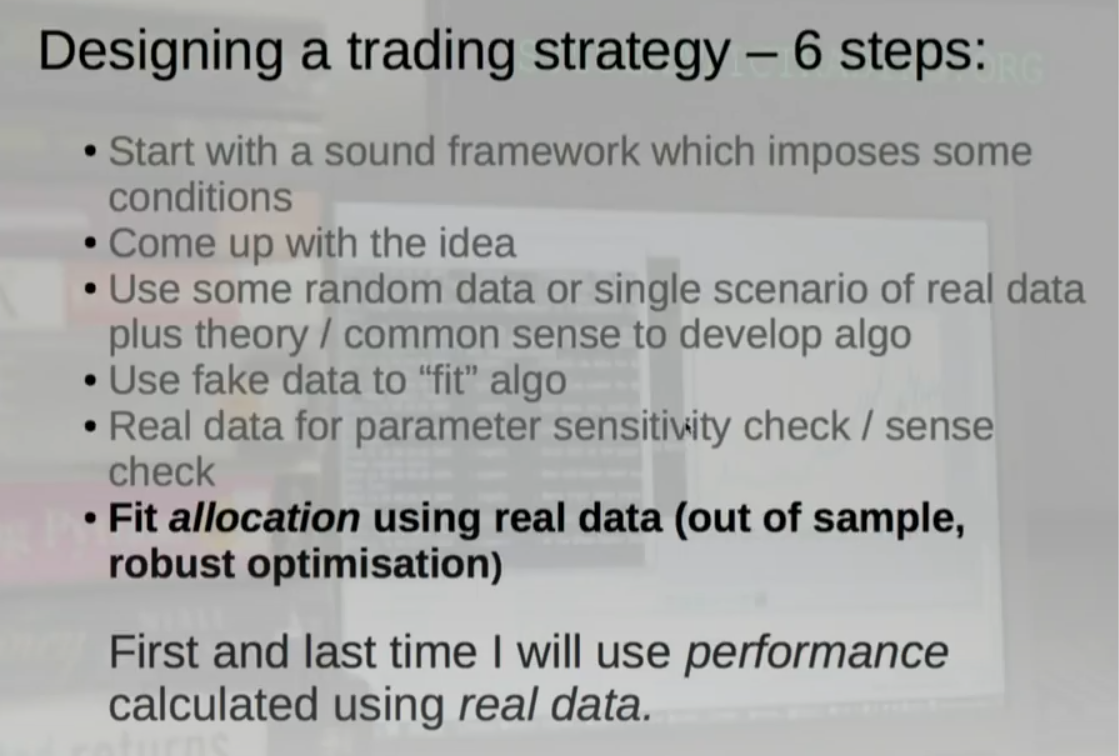 Designing a trading strategy – 6 steps:
• Start with a sound framework which imposes some
conditions
• Come up with the idea
• Use some random data or single scenario of real data
plus theory / common sense to develop algo
• Use fake data to “fit” algo
• Real data for parameter sensitivity check / sense
check
• Fit allocation using real data (out of sample,
robust optimisation)
First and last time I will use performance
calculated using real data.